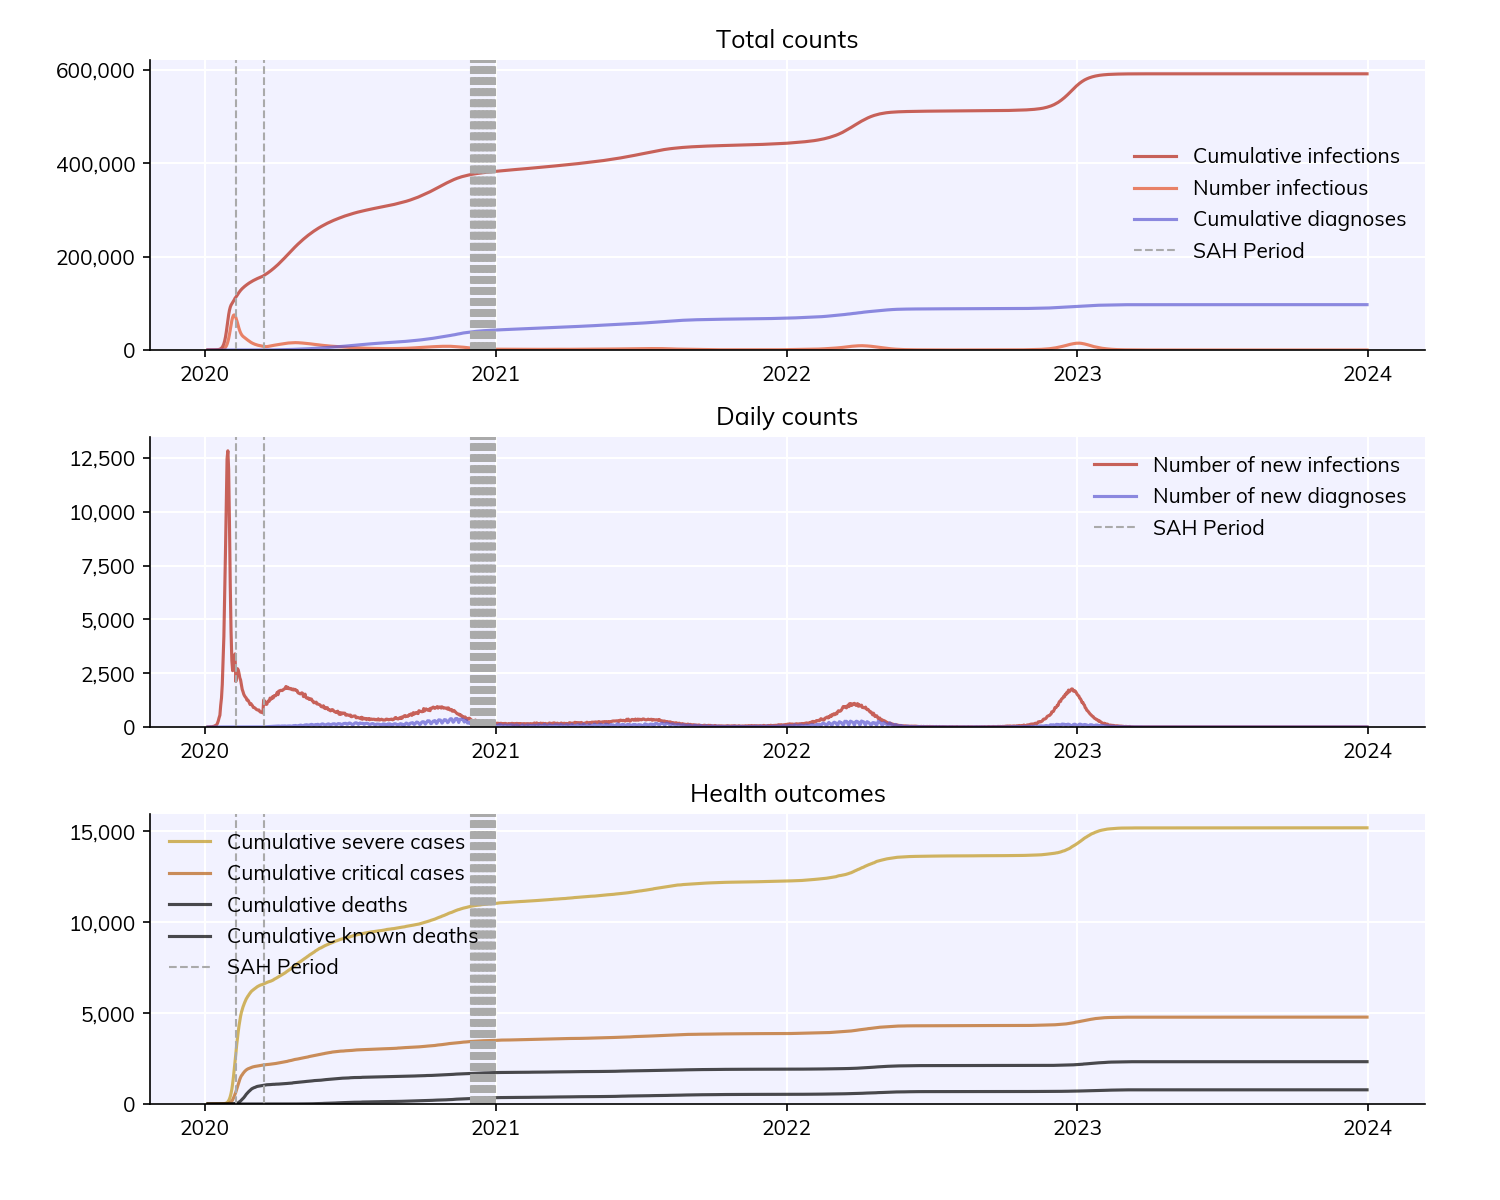 Total counts
600,000
400,000
200,000
0
Cumulative infections
Number infectious
Cumulative diagnoses
SAH Period
2020 2021 2022 2023 2024
Daily counts
12,500
10,000
7,500
5,000
2,500
0
Number of new infections
Number of new diagnoses
SAH Period
2020 2021 2022 2023 2024
Health outcomes
15,000
10,000
5,000
0
Cumulative severe cases
Cumulative critical cases
Cumulative deaths
Cumulative known deaths
SAH Period
2020 2021 2022 2023 2024